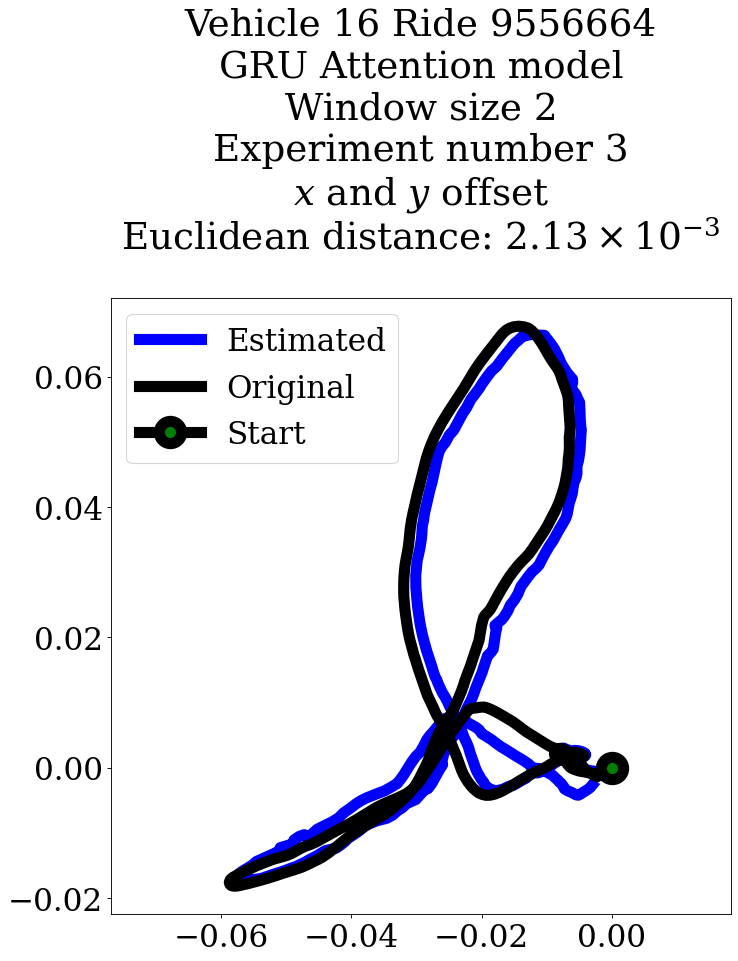 Vehicle 16 Ride 9556664
GRU Attention model
Window size 2
Experiment number 3
x and y offset
Euclidean distance: 2.13 × 10⁻³
Estimated
Original
Start
0.06
0.04
0.02
0.00
−0.02
−0.06 −0.04 −0.02 0.00